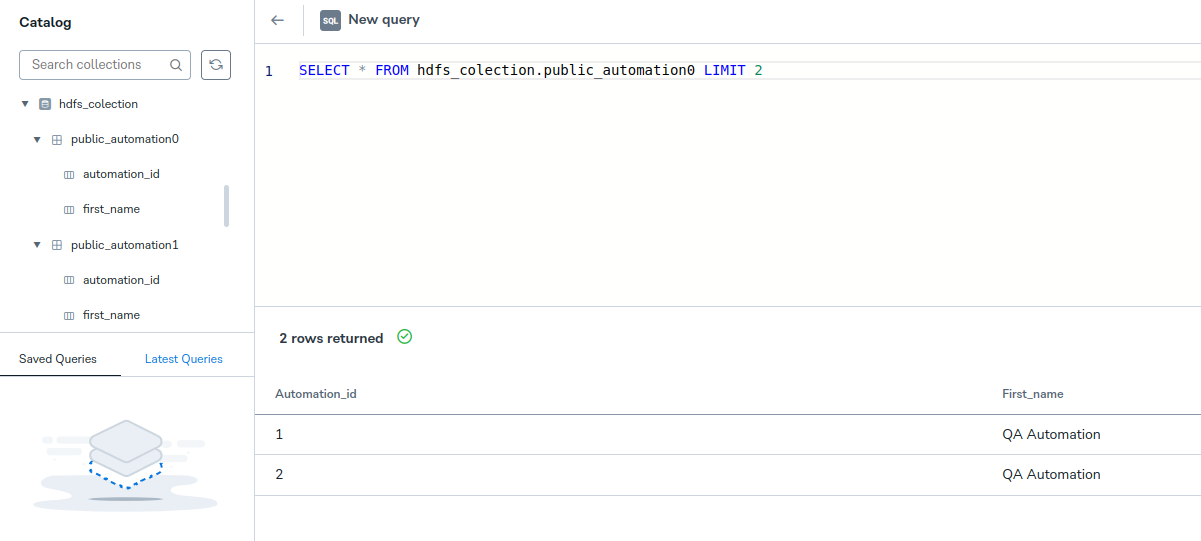 Catalog
Search collections
hdfs_colection
public_automation0
automation_id
first_name
public_automation1
automation_id
first_name
Saved Queries
Latest Queries
SQL New query
1 SELECT * FROM hdfs_colection.public_automation0 LIMIT 2
2 rows returned
Automation_id First_name
1 QA Automation
2 QA Automation